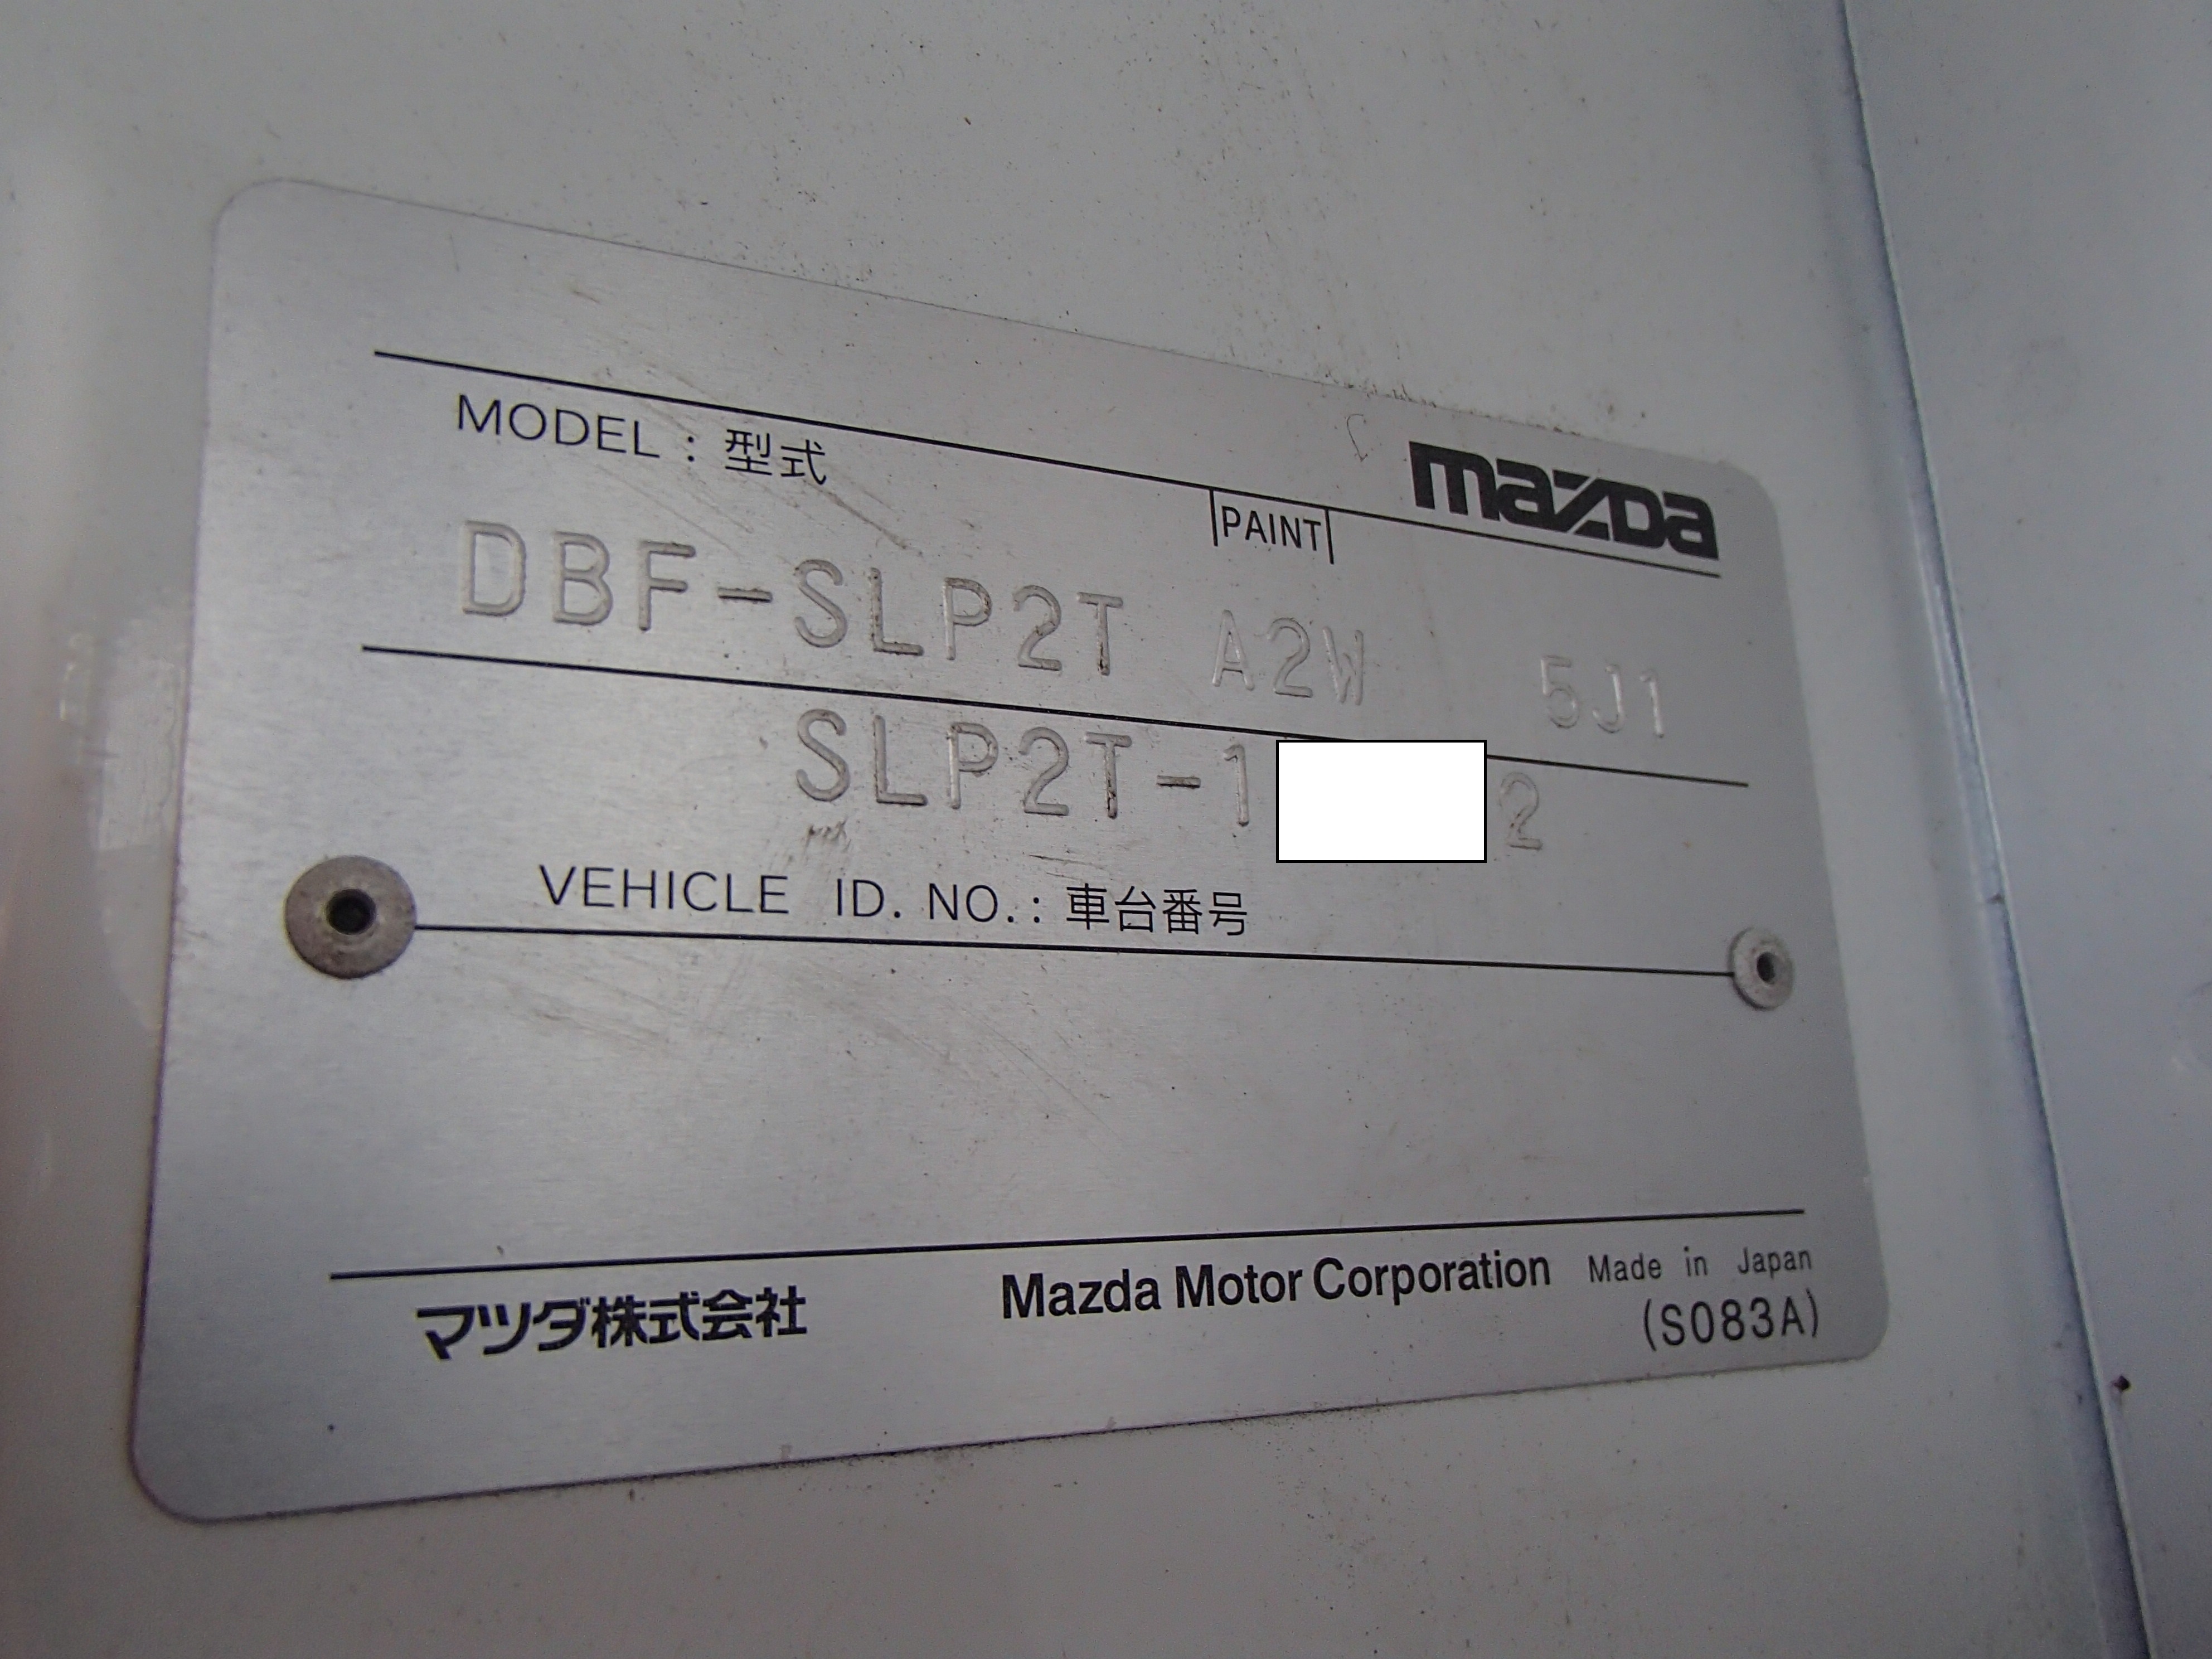 mazda
MODEL : 型式
PAINT
DBF-SLP2T A2W 5J1
SLP2T-1 2
VEHICLE ID. NO. : 車台番号
マツダ株式会社 Mazda Motor Corporation Made in Japan
(S083A)